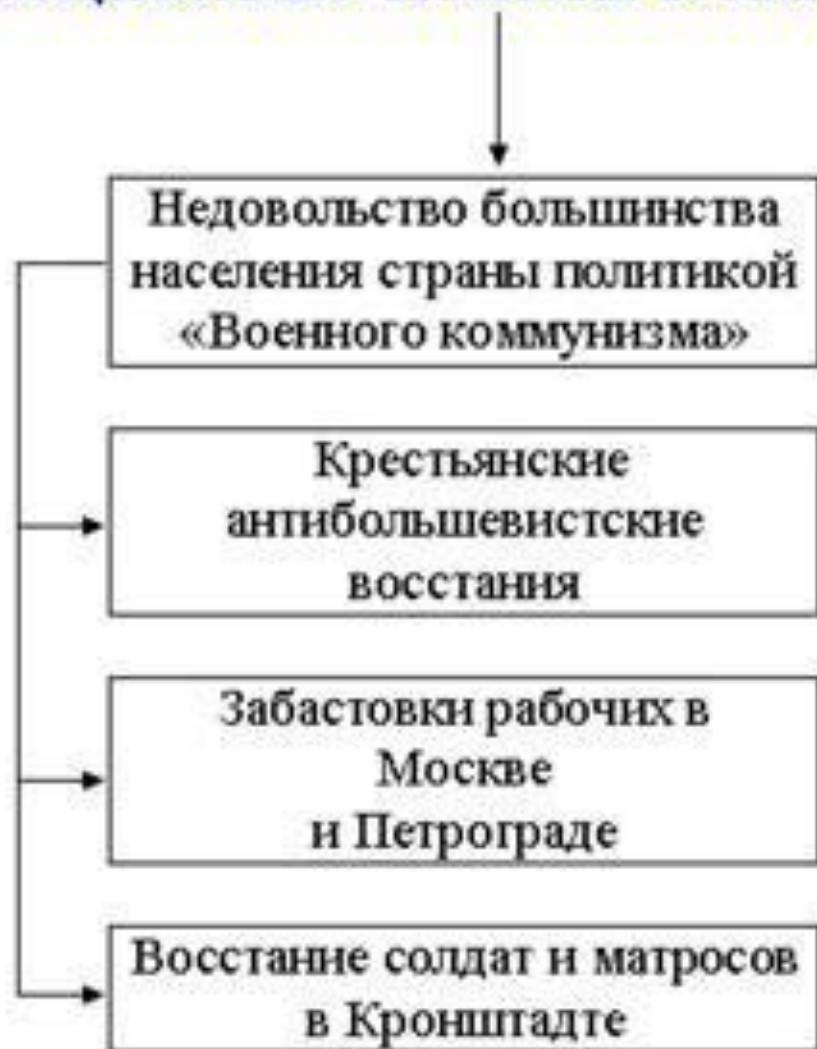 Недовольство большинства
населения страны политикой
«Военного коммунизма»
Крестьянские
антибольшевистские
восстания
Забастовки рабочих в
Москве
и Петрограде
Восстание солдат и матросов
в Кронштадте